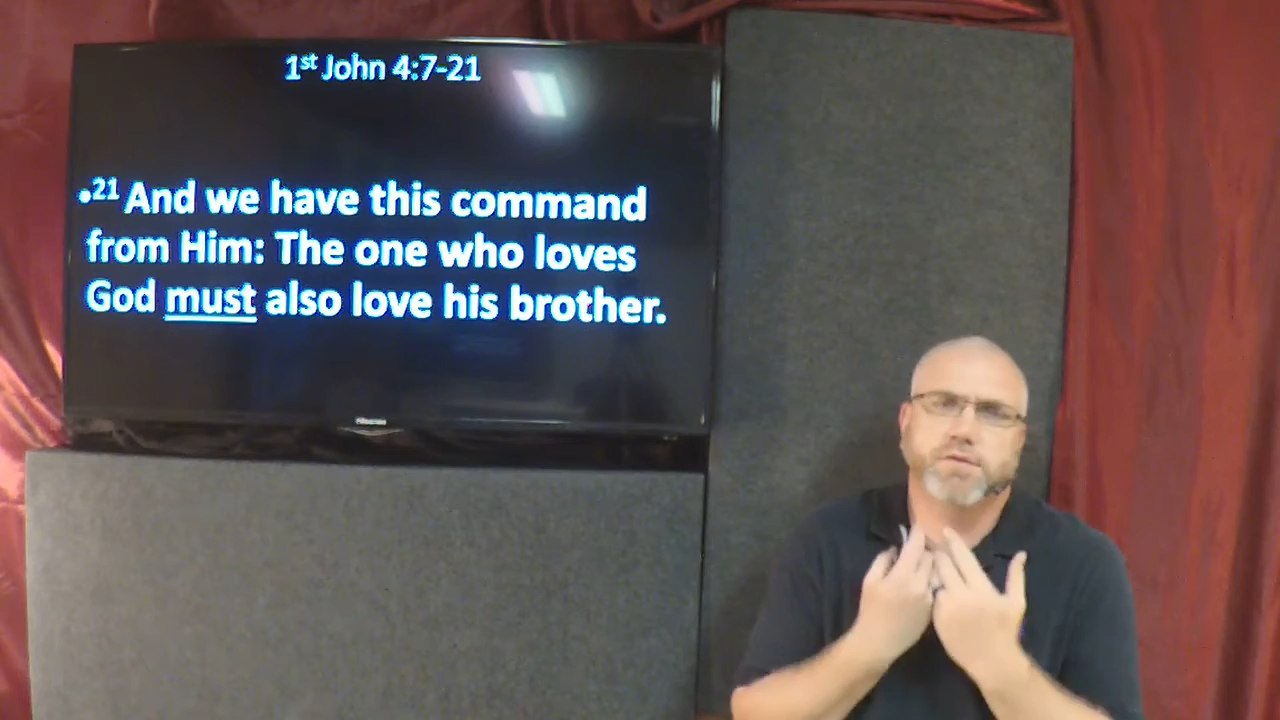 1st John 4:7-21
•21 And we have this command
from Him: The one who loves
God must also love his brother.
Hisense